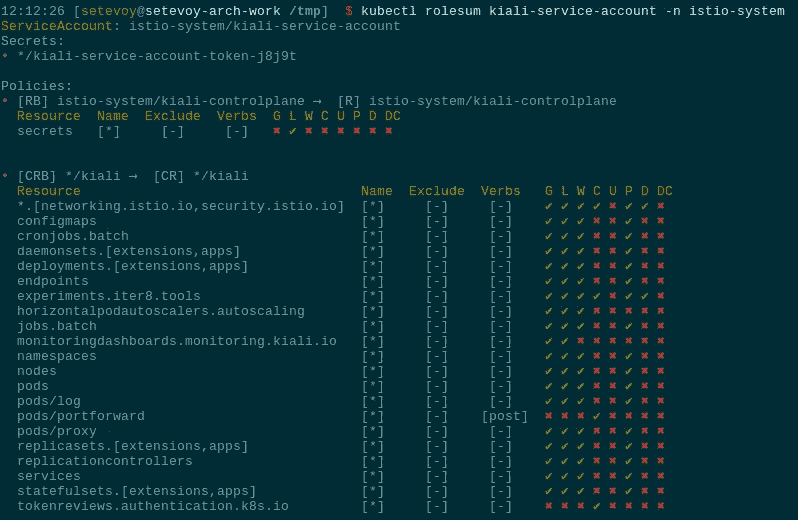 12:12:26 [setevoy@setevoy-arch-work /tmp]  $ kubectl rolesum kiali-service-account -n istio-system
ServiceAccount: istio-system/kiali-service-account
Secrets:
• */kiali-service-account-token-j8j9t
Policies:
• [RB] istio-system/kiali-controlplane → [R] istio-system/kiali-controlplane
Resource Name Exclude Verbs G L W C U P D DC
secrets [*] [-] [-] ✖ ✔ ✖ ✖ ✖ ✖ ✖ ✖
• [CRB] */kiali → [CR] */kiali
Resource Name Exclude Verbs G L W C U P D DC
*.[networking.istio.io,security.istio.io] [*] [-] [-] ✔ ✔ ✔ ✔ ✖ ✔ ✔ ✖
configmaps [*] [-] [-] ✔ ✔ ✔ ✖ ✖ ✔ ✖ ✖
cronjobs.batch [*] [-] [-] ✔ ✔ ✔ ✖ ✖ ✔ ✖ ✖
daemonsets.[extensions,apps] [*] [-] [-] ✔ ✔ ✔ ✖ ✖ ✔ ✖ ✖
deployments.[extensions,apps] [*] [-] [-] ✔ ✔ ✔ ✖ ✖ ✔ ✖ ✖
endpoints [*] [-] [-] ✔ ✔ ✔ ✖ ✖ ✔ ✖ ✖
experiments.iter8.tools [*] [-] [-] ✔ ✔ ✔ ✔ ✖ ✔ ✔ ✖
horizontalpodautoscalers.autoscaling [*] [-] [-] ✔ ✔ ✔ ✖ ✖ ✖ ✖ ✖
jobs.batch [*] [-] [-] ✔ ✔ ✔ ✖ ✖ ✔ ✖ ✖
monitoringdashboards.monitoring.kiali.io [*] [-] [-] ✔ ✔ ✖ ✖ ✖ ✖ ✖ ✖
namespaces [*] [-] [-] ✔ ✔ ✔ ✖ ✖ ✔ ✖ ✖
nodes [*] [-] [-] ✔ ✔ ✔ ✖ ✖ ✔ ✖ ✖
pods [*] [-] [-] ✔ ✔ ✔ ✖ ✖ ✔ ✖ ✖
pods/log [*] [-] [-] ✔ ✔ ✔ ✖ ✖ ✔ ✖ ✖
pods/portforward [*] [-] [post] ✖ ✖ ✖ ✔ ✖ ✖ ✖ ✖
pods/proxy [*] [-] [-] ✔ ✔ ✔ ✖ ✖ ✔ ✖ ✖
replicasets.[extensions,apps] [*] [-] [-] ✔ ✔ ✔ ✖ ✖ ✔ ✖ ✖
replicationcontrollers [*] [-] [-] ✔ ✔ ✔ ✖ ✖ ✔ ✖ ✖
services [*] [-] [-] ✔ ✔ ✔ ✖ ✖ ✔ ✖ ✖
statefulsets.[extensions,apps] [*] [-] [-] ✔ ✔ ✔ ✖ ✖ ✔ ✖ ✖
tokenreviews.authentication.k8s.io [*] [-] [-] ✖ ✖ ✖ ✔ ✖ ✖ ✖ ✖